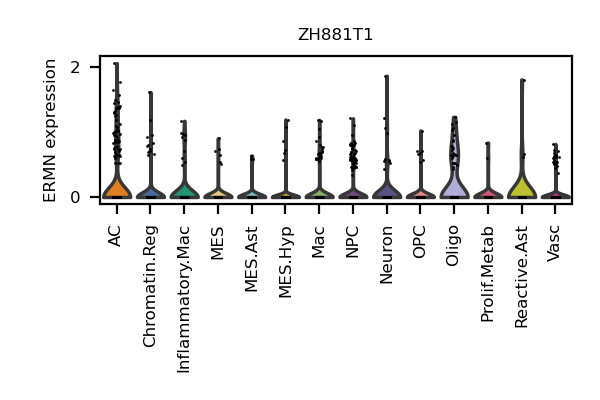 ZH881T1
ERMN expression
2
0
AC
Chromatin.Reg
Inflammatory.Mac
MES
MES.Ast
MES.Hyp
Mac
NPC
Neuron
OPC
Oligo
Prolif.Metab
Reactive.Ast
Vasc